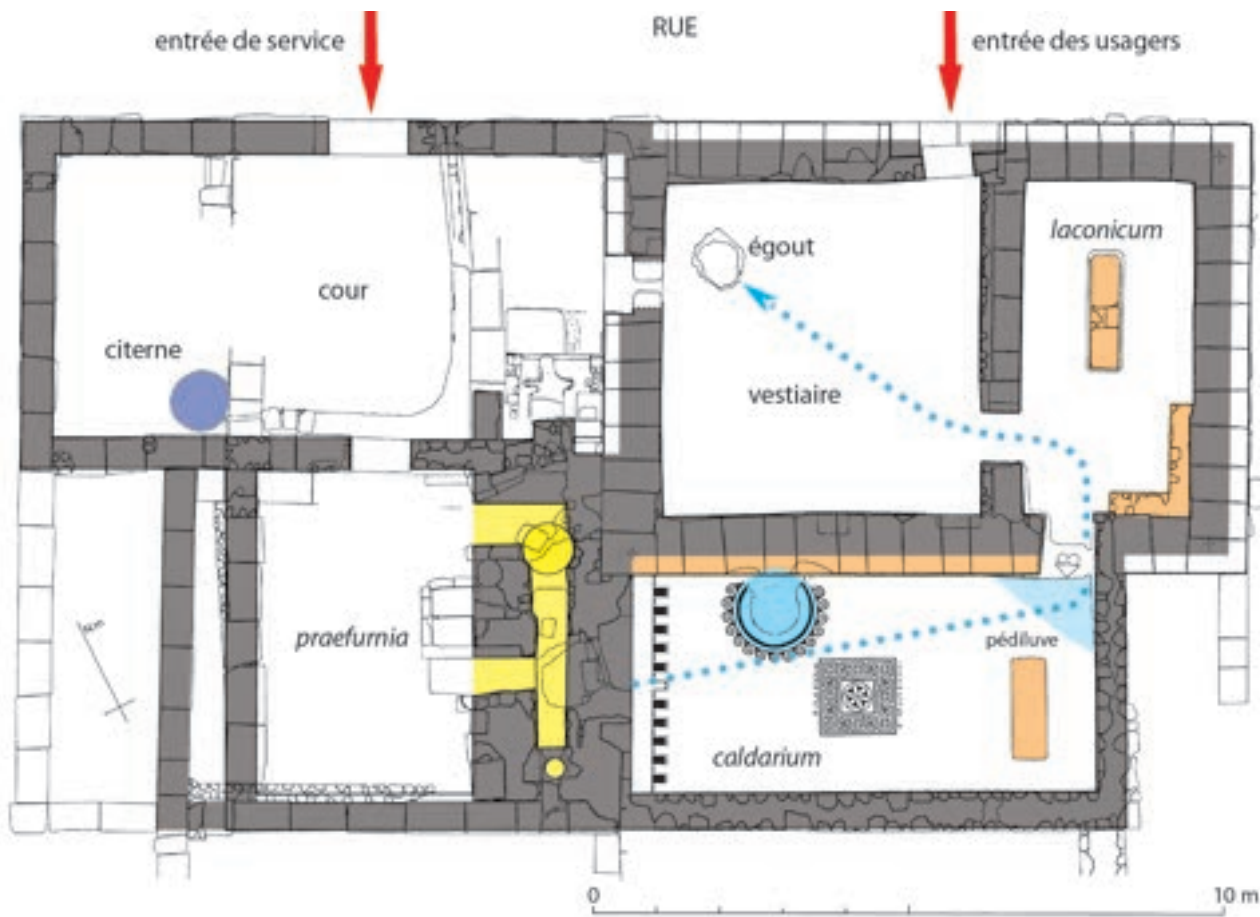 RUE
entrée de service
entrée des usagers
laconicum
égout
cour
citerne
vestiaire
praefurnia
pédiluve
caldarium
0
10 m